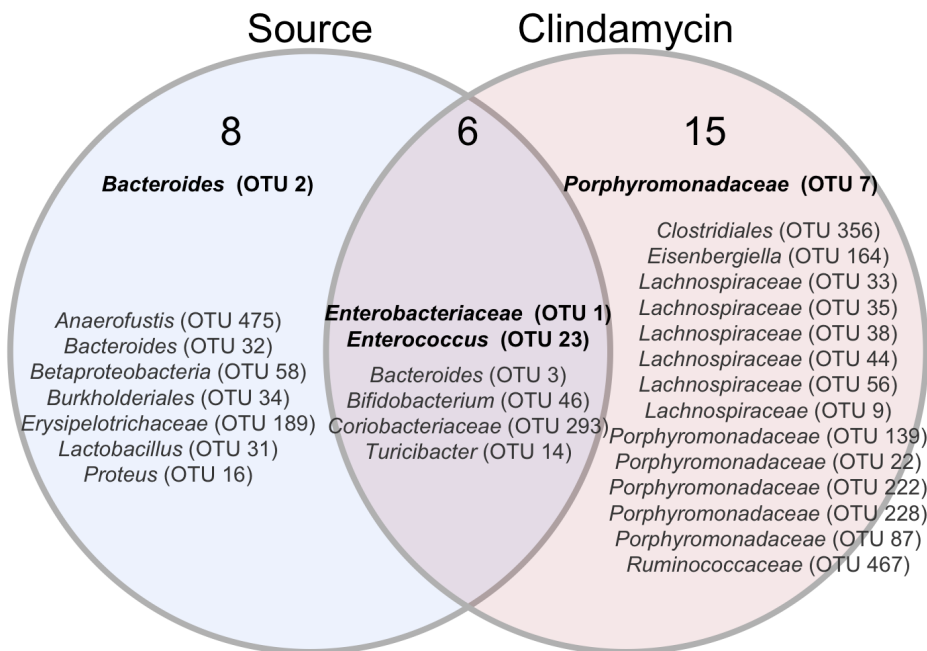 Source
Clindamycin
8
6
15
Bacteroides (OTU 2)
Porphyromonadaceae (OTU 7)
Anaerofustis (OTU 475)
Bacteroides (OTU 32)
Betaproteobacteria (OTU 58)
Burkholderiales (OTU 34)
Erysipelotrichaceae (OTU 189)
Lactobacillus (OTU 31)
Proteus (OTU 16)
Enterobacteriaceae (OTU 1)
Enterococcus (OTU 23)
Bacteroides (OTU 3)
Bifidobacterium (OTU 46)
Coriobacteriaceae (OTU 293)
Turicibacter (OTU 14)
Clostridiales (OTU 356)
Eisenbergiella (OTU 164)
Lachnospiraceae (OTU 33)
Lachnospiraceae (OTU 35)
Lachnospiraceae (OTU 38)
Lachnospiraceae (OTU 44)
Lachnospiraceae (OTU 56)
Lachnospiraceae (OTU 9)
Porphyromonadaceae (OTU 139)
Porphyromonadaceae (OTU 22)
Porphyromonadaceae (OTU 222)
Porphyromonadaceae (OTU 228)
Porphyromonadaceae (OTU 87)
Ruminococcaceae (OTU 467)